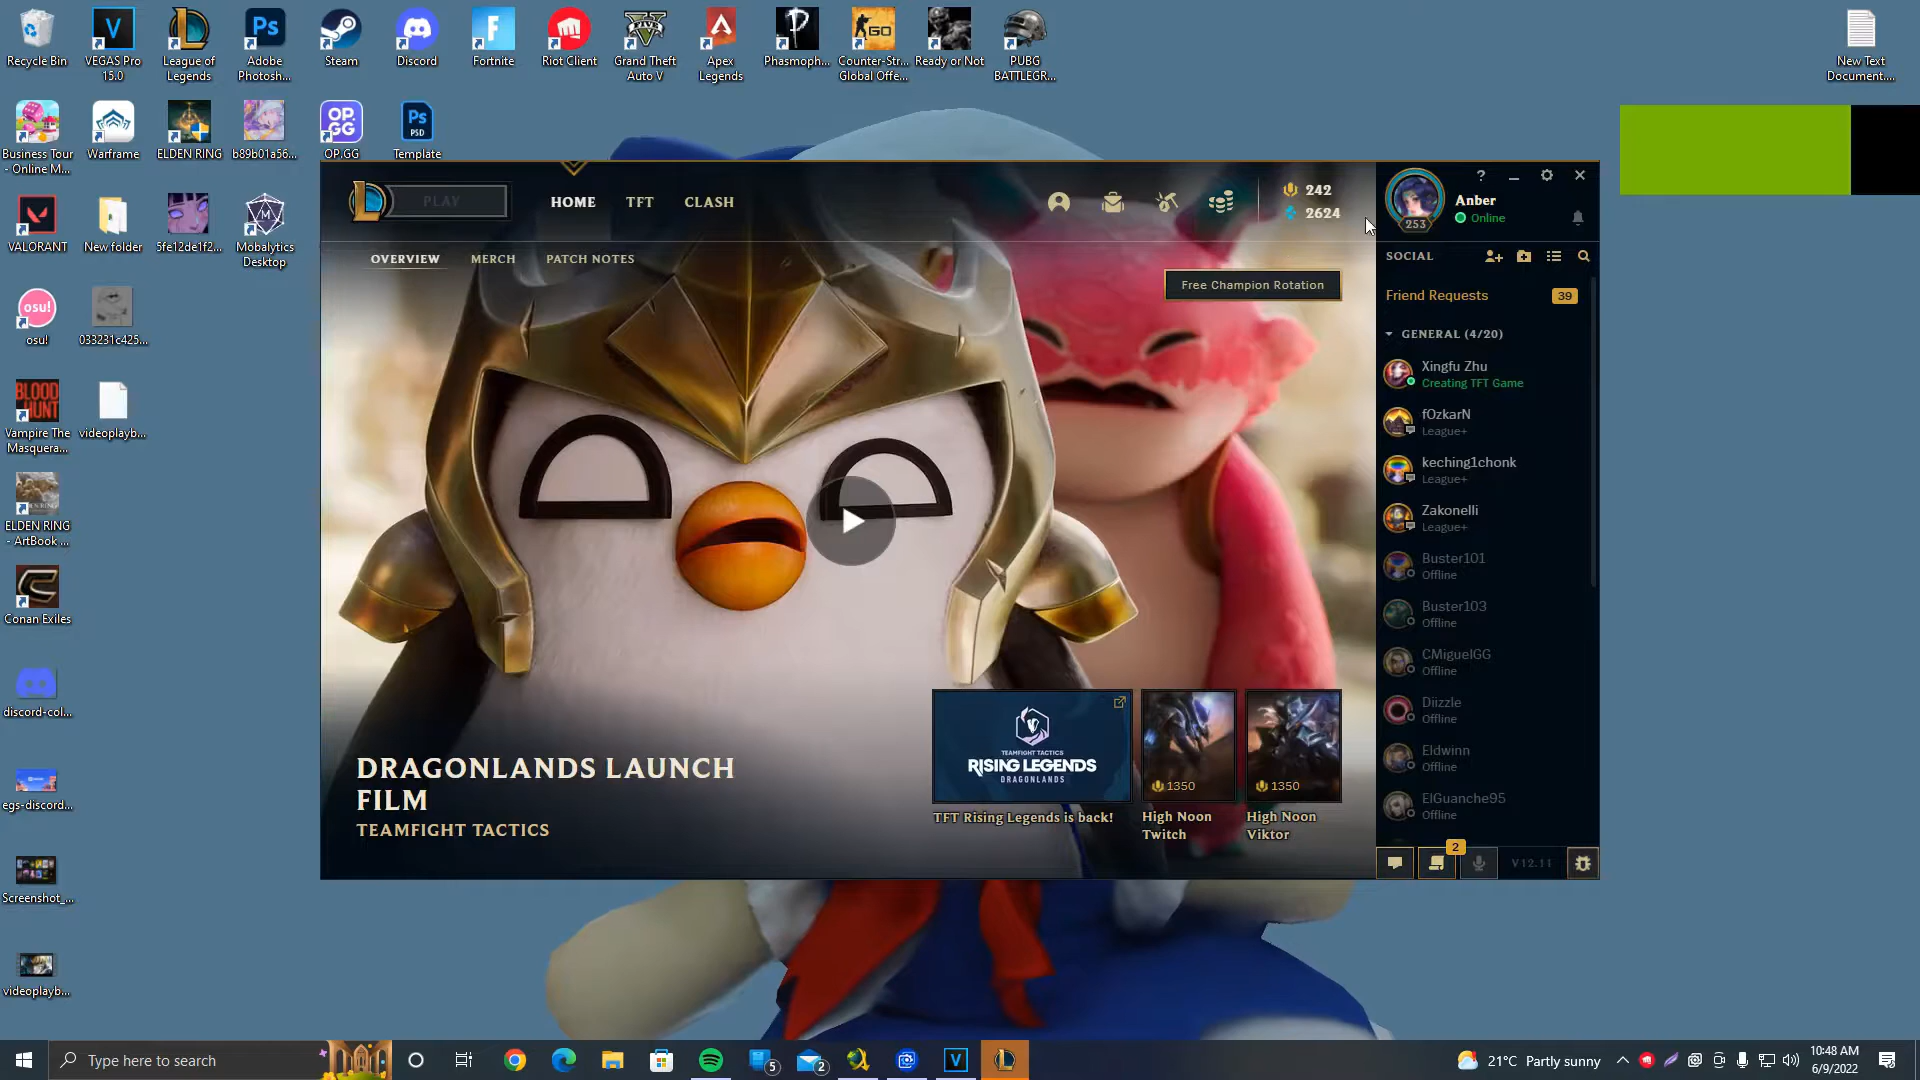 Recycle Bin
VEGAS Pro
15.0
League of
Legends
Adobe
Photosh...
Steam
Discord
Fortnite
Riot Client
Grand Theft
Auto V
Apex
Legends
Phasmoph...
Counter-Str...
Global Offe...
Ready or Not
PUBG
BATTLEGR...
New Text
Document....
Business Tour
- Online M...
Warframe
ELDEN RING
b89b01a56...
OP.GG
Template
VALORANT
New folder
5fe12de1f2...
Mobalytics
Desktop
osu!
033231c425...
Vampire The
Masquera...
videoplayb...
ELDEN RING
- ArtBook ...
Conan Exiles
discord-col...
egs-discord...
Screenshot_...
videoplayb...
PLAY
HOME
TFT
CLASH
242
2624
OVERVIEW
MERCH
PATCH NOTES
Free Champion Rotation
DRAGONLANDS LAUNCH
FILM
TEAMFIGHT TACTICS
TEAMFIGHT TACTICS
RISING LEGENDS
DRAGONLANDS
TFT Rising Legends is back!
1350
High Noon
Twitch
1350
High Noon
Viktor
253
Anber
Online
SOCIAL
Friend Requests
39
GENERAL (4/20)
Xingfu Zhu
Creating TFT Game
fOzkarN
League+
keching1chonk
League+
Zakonelli
League+
Buster101
Offline
Buster103
Offline
CMiguelGG
Offline
Diizzle
Offline
Eldwinn
Offline
ElGuanche95
Offline
2
V12.11
Type here to search
5
2
21°C Partly sunny
10:48 AM
6/9/2022